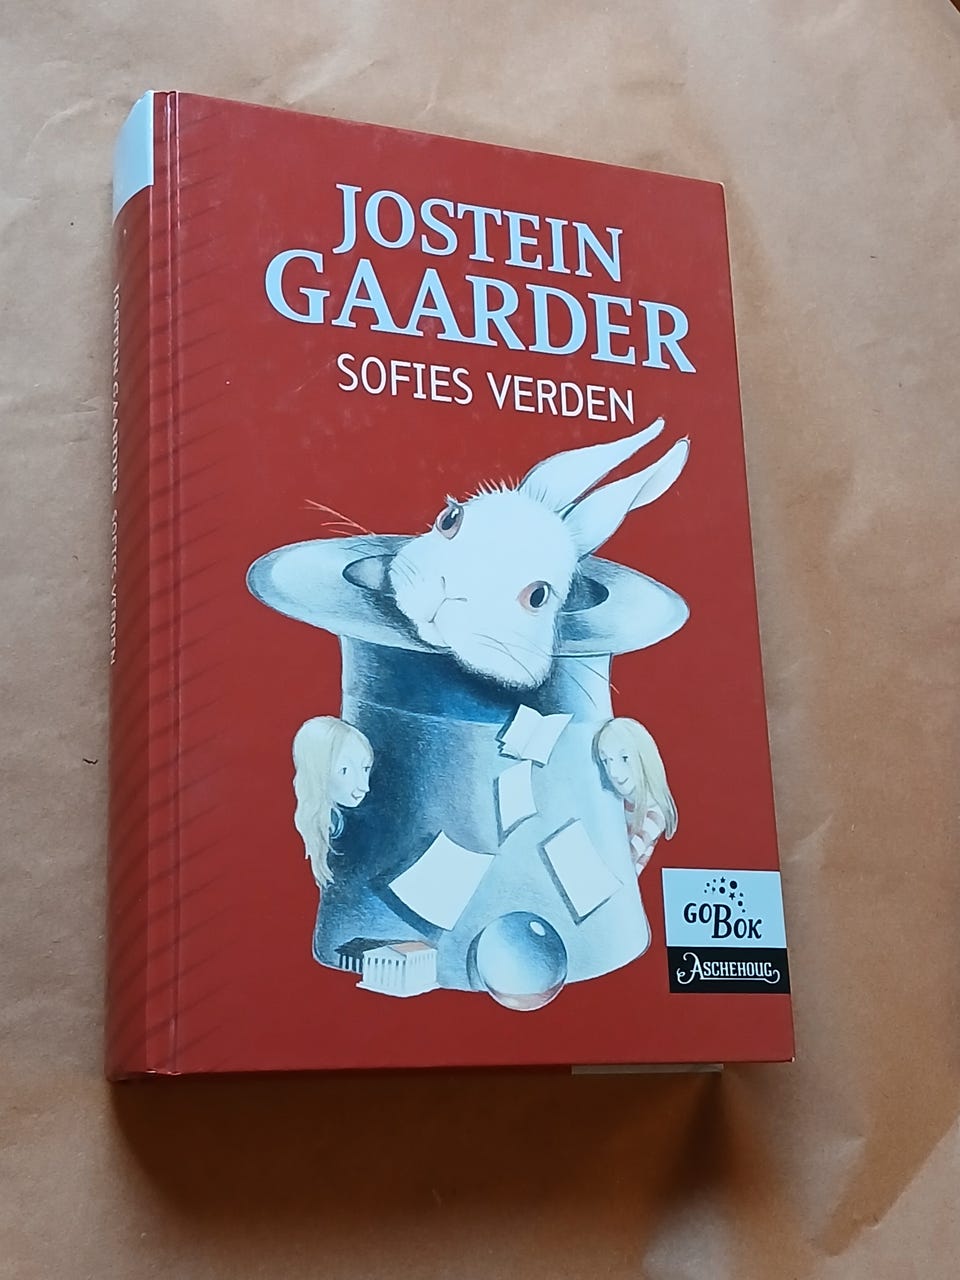 JOSTEIN
GAARDER
SOFIES VERDEN
GO BOK
ASCHEHOUG
JOSTEIN GAARDER SOFIES VERDEN